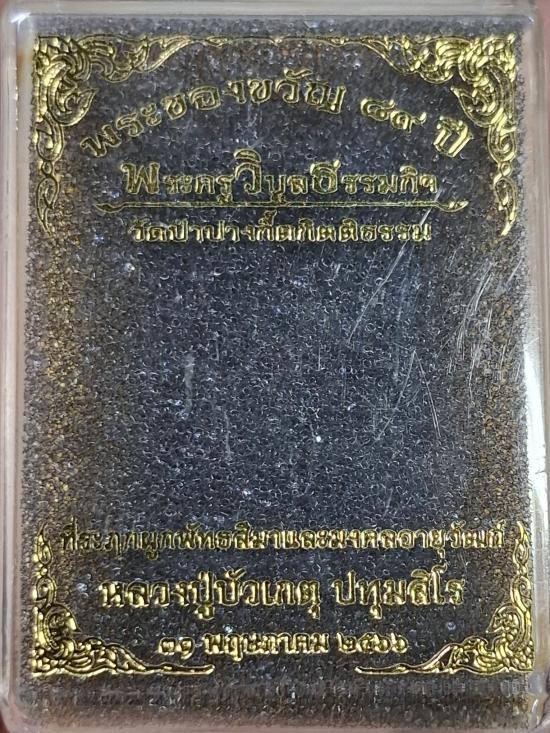 พระของขวัญ ๘๙ ปี
พระครูวิบูลธรรมกิจ
วัดป่าปางกึ๊ดกิตติธรรม
ที่ระฦกผูกพัทธสีมาและมงคลอายุวัฒน์
หลวงปู่บัวเกตุ ปทุมสิโร
๓๑ พฤษภาคม ๒๕๖๖